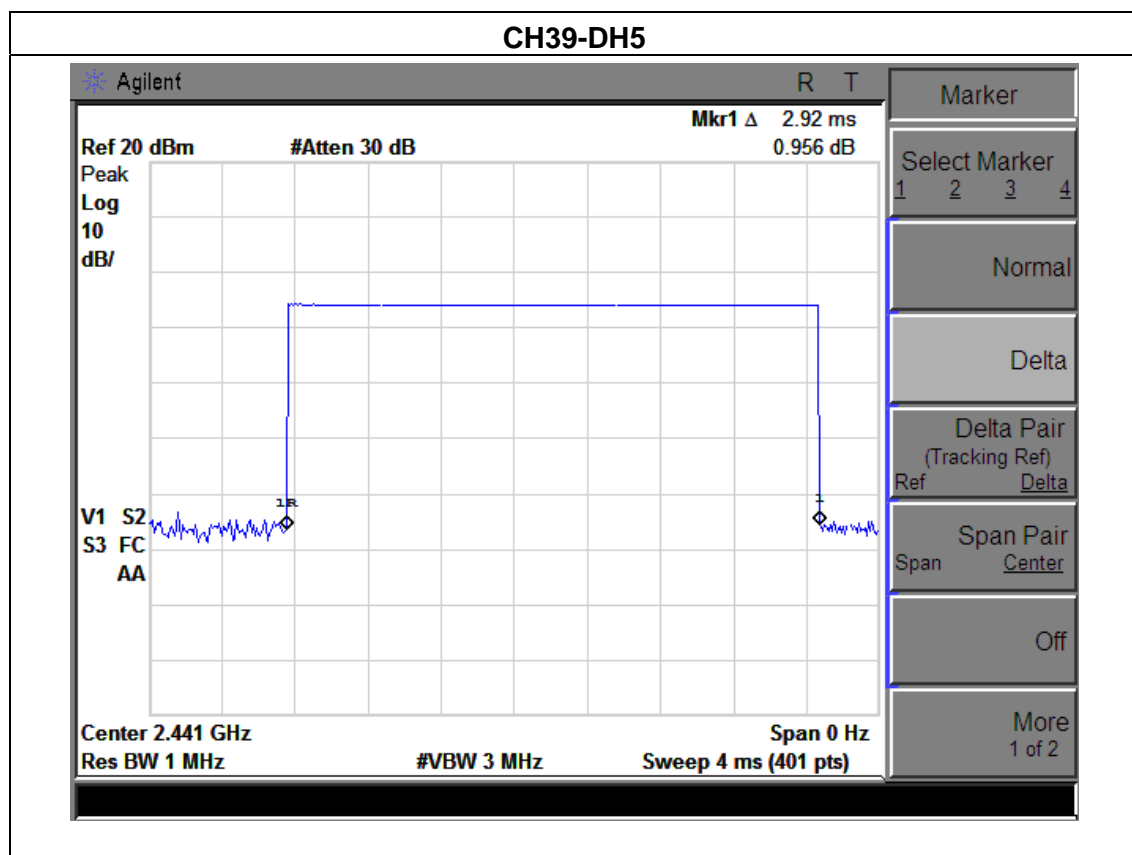 CH39-DH5
Agilent R T
Mkr1 Δ 2.92 ms
Ref 20 dBm #Atten 30 dB 0.956 dB
Peak
Log
10
dB/
1R
1
V1 S2
S3 FC
AA
Center 2.441 GHz Span 0 Hz
Res BW 1 MHz #VBW 3 MHz Sweep 4 ms (401 pts)
Marker
Select Marker
1 2 3 4
Normal
Delta
Delta Pair
(Tracking Ref)
Ref Delta
Span Pair
Span Center
Off
More
1 of 2